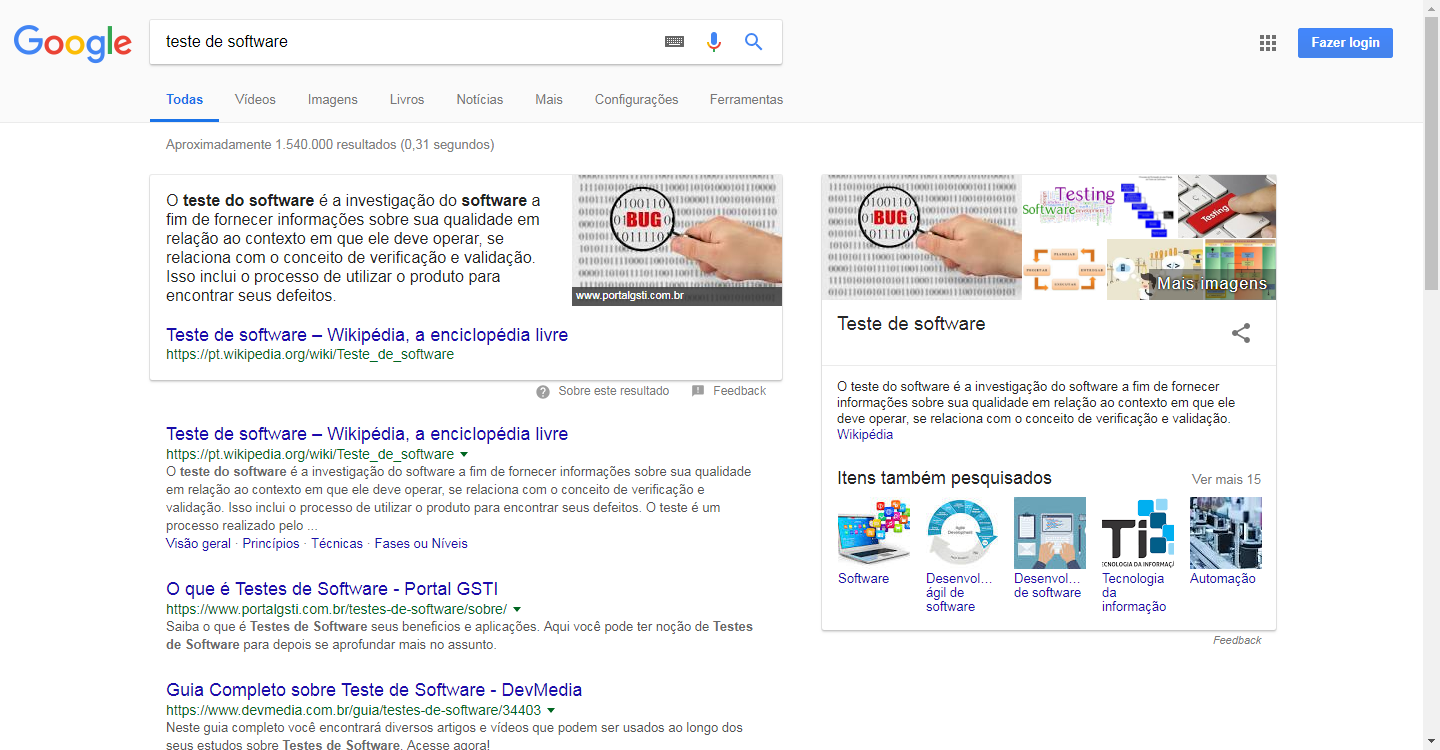 Google
teste de software
Fazer login
Todas Vídeos Imagens Livros Notícias Mais Configurações Ferramentas
Aproximadamente 1.540.000 resultados (0,31 segundos)
O teste do software é a investigação do software a
fim de fornecer informações sobre sua qualidade em
relação ao contexto em que ele deve operar, se
relaciona com o conceito de verificação e validação.
Isso inclui o processo de utilizar o produto para
encontrar seus defeitos.
BUG
www.portalgsti.com.br
Teste de software – Wikipédia, a enciclopédia livre
https://pt.wikipedia.org/wiki/Teste_de_software
Sobre este resultado Feedback
Teste de software – Wikipédia, a enciclopédia livre
https://pt.wikipedia.org/wiki/Teste_de_software
O teste do software é a investigação do software a fim de fornecer informações sobre sua qualidade
em relação ao contexto em que ele deve operar, se relaciona com o conceito de verificação e
validação. Isso inclui o processo de utilizar o produto para encontrar seus defeitos. O teste é um
processo realizado pelo ...
Visão geral · Princípios · Técnicas · Fases ou Níveis
O que é Testes de Software - Portal GSTI
https://www.portalgsti.com.br/testes-de-software/sobre/
Saiba o que é Testes de Software seus beneficios e aplicações. Aqui você pode ter noção de Testes
de Software para depois se aprofundar mais no assunto.
Guia Completo sobre Teste de Software - DevMedia
https://www.devmedia.com.br/guia/testes-de-software/34403
Neste guia completo você encontrará diversos artigos e vídeos que podem ser usados ao longo dos
seus estudos sobre Testes de Software. Acesse agora!
BUG
Testing
Software
Testing
Mais imagens
Teste de software
O teste do software é a investigação do software a fim de fornecer
informações sobre sua qualidade em relação ao contexto em que ele
deve operar, se relaciona com o conceito de verificação e validação.
Wikipédia
Itens também pesquisados
Ver mais 15
Agile
Development
Ti
TECNOLOGIA DA INFORMAÇÃO
Software
Desenvol...
ágil de
software
Desenvol...
de software
Tecnologia
da
informação
Automação
Feedback